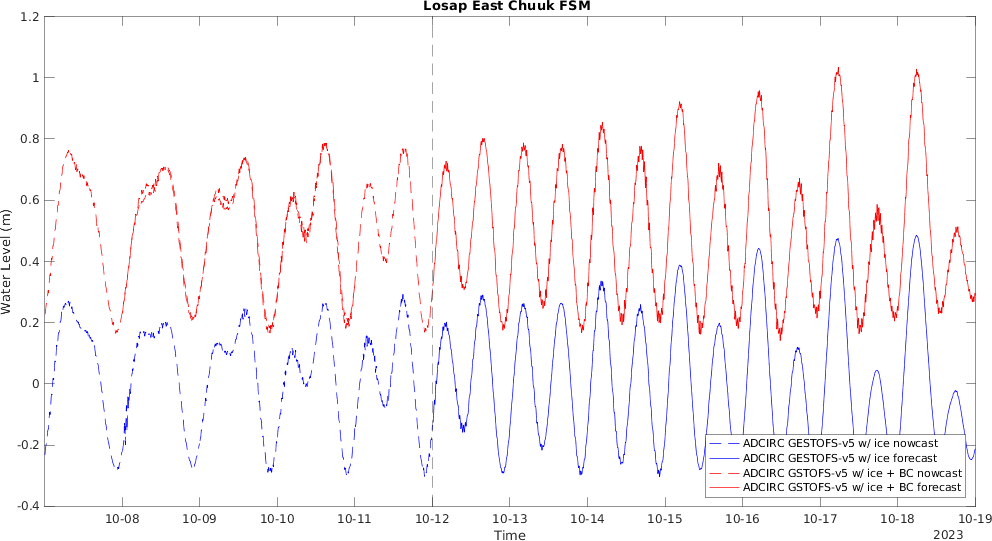 Losap East Chuuk FSM
1.2
1
0.8
0.6
0.4
0.2
0
-0.2
-0.4
Water Level (m)
ADCIRC GESTOFS-v5 w/ ice nowcast
ADCIRC GESTOFS-v5 w/ ice forecast
ADCIRC GSTOFS-v5 w/ ice + BC nowcast
ADCIRC GSTOFS-v5 w/ ice + BC forecast
10-08 10-09 10-10 10-11 10-12 10-13 10-14 10-15 10-16 10-17 10-18 10-19
Time
2023